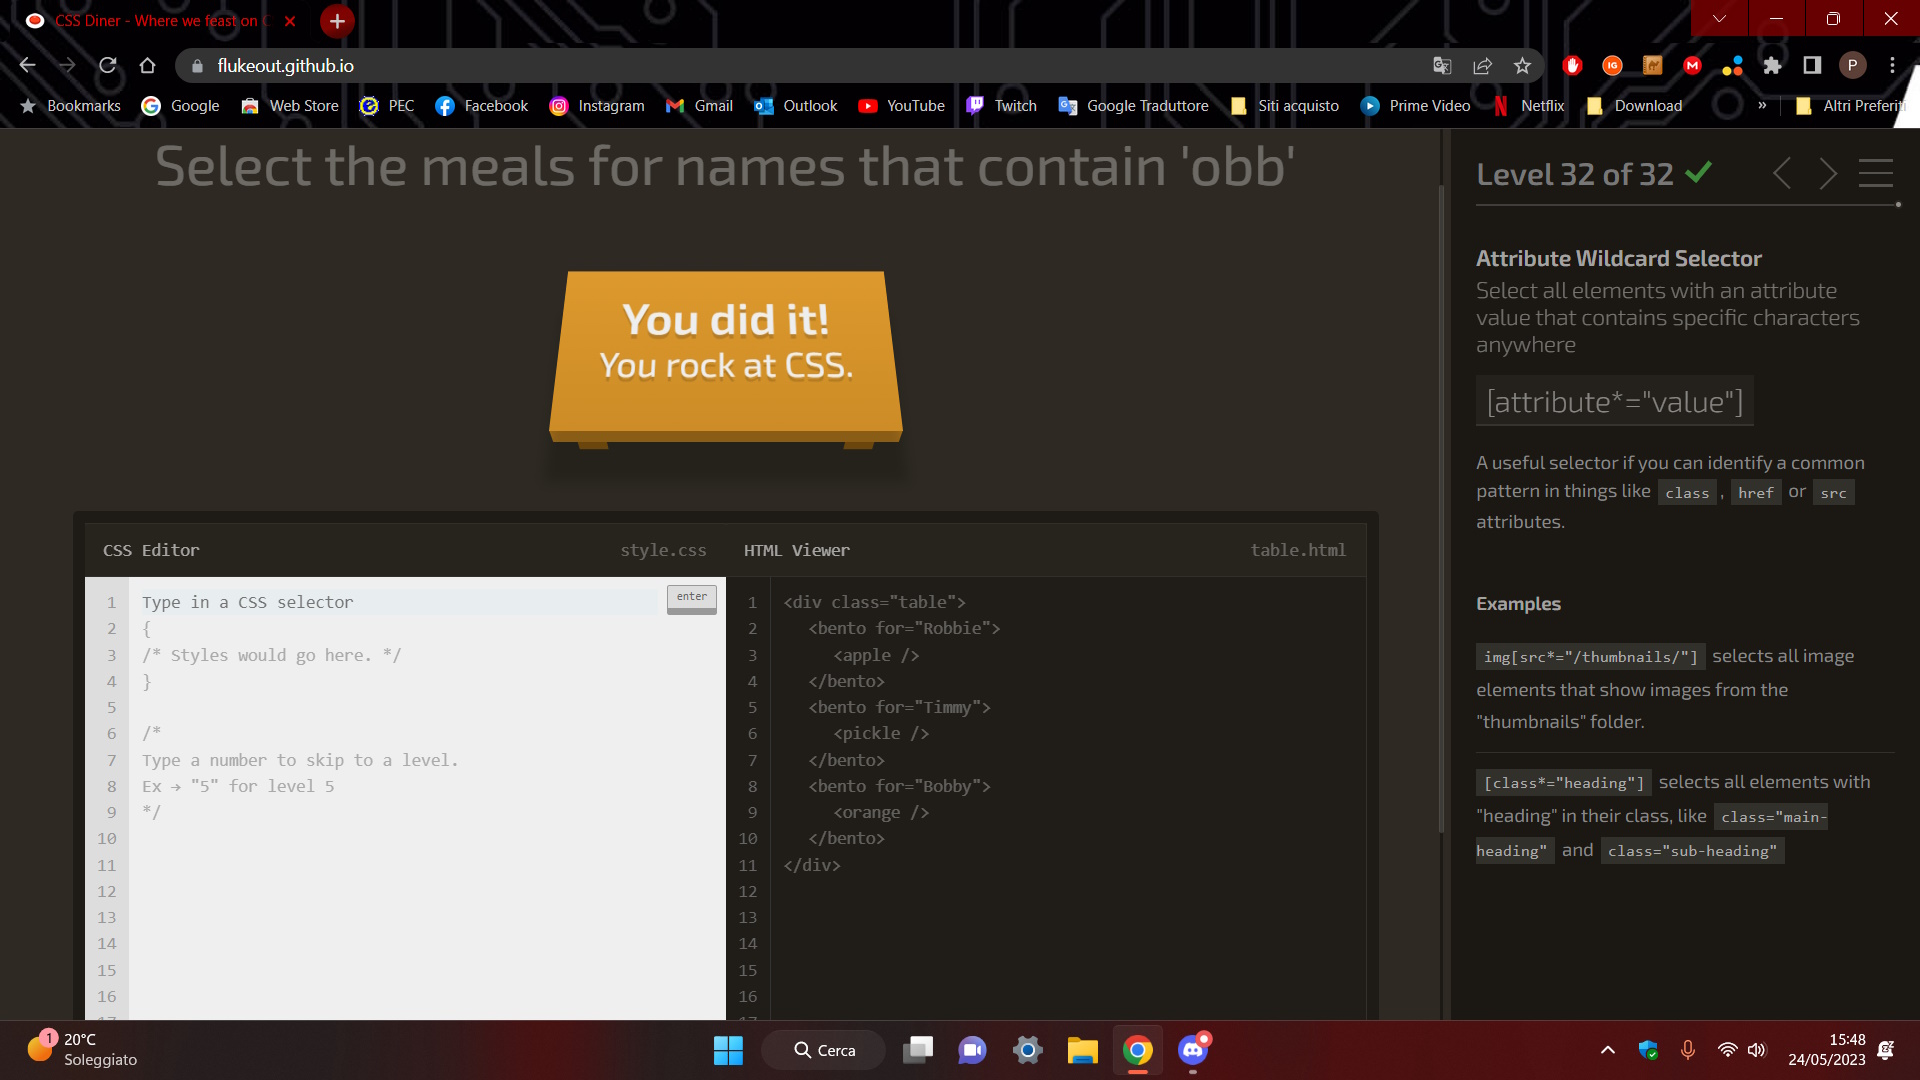 CSS Diner - Where we feast on C
flukeout.github.io
Bookmarks Google Web Store PEC Facebook Instagram Gmail Outlook YouTube Twitch Google Traduttore Siti acquisto Prime Video Netflix Download » Altri Preferiti
Select the meals for names that contain 'obb'
You did it!
You rock at CSS.
CSS Editor style.css
1 Type in a CSS selector
enter
2 {
3 /* Styles would go here. */
4 }
5
6 /*
7 Type a number to skip to a level.
8 Ex → "5" for level 5
9 */
10
11
12
13
14
15
16
HTML Viewer table.html
1 <div class="table">
2 <bento for="Robbie">
3 <apple />
4 </bento>
5 <bento for="Timmy">
6 <pickle />
7 </bento>
8 <bento for="Bobby">
9 <orange />
10 </bento>
11 </div>
12
13
14
15
16
Level 32 of 32
Attribute Wildcard Selector
Select all elements with an attribute
value that contains specific characters
anywhere
[attribute*="value"]
A useful selector if you can identify a common
pattern in things like class , href or src
attributes.
Examples
img[src*="/thumbnails/"] selects all image
elements that show images from the
"thumbnails" folder.
[class*="heading"] selects all elements with
"heading" in their class, like class="main-
heading" and class="sub-heading"
1
20°C
Soleggiato
Cerca
15:48
24/05/2023